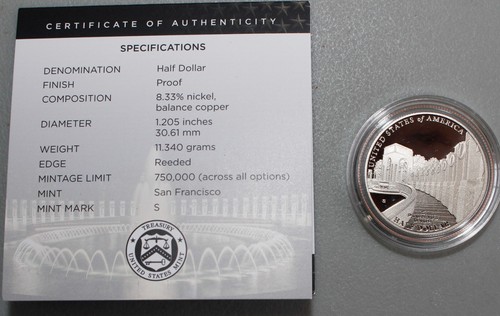 CERTIFICATE OF AUTHENTICITY
SPECIFICATIONS
DENOMINATION Half Dollar
FINISH Proof
COMPOSITION 8.33% nickel,
balance copper
DIAMETER 1.205 inches
30.61 mm
WEIGHT 11.340 grams
EDGE Reeded
MINTAGE LIMIT 750,000 (across all options)
MINT San Francisco
MINT MARK S
TREASURY
UNITED STATES MINT
UNITED STATES of AMERICA
HALF DOLLAR